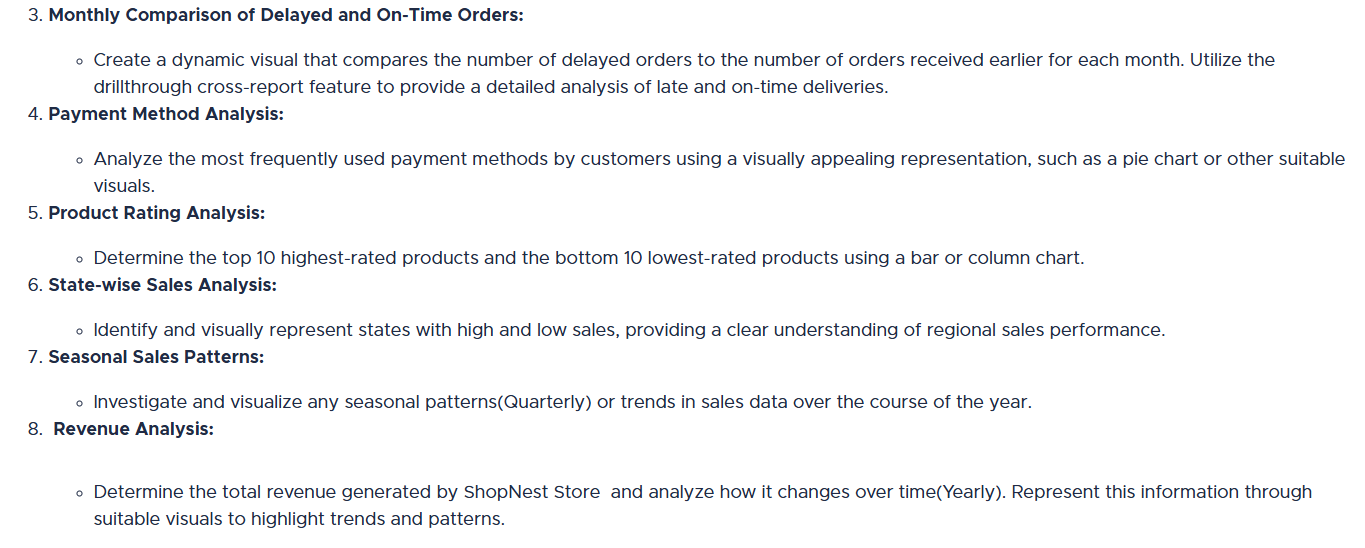 3. Monthly Comparison of Delayed and On-Time Orders:
◦ Create a dynamic visual that compares the number of delayed orders to the number of orders received earlier for each month. Utilize the
drillthrough cross-report feature to provide a detailed analysis of late and on-time deliveries.
4. Payment Method Analysis:
◦ Analyze the most frequently used payment methods by customers using a visually appealing representation, such as a pie chart or other suitable
visuals.
5. Product Rating Analysis:
◦ Determine the top 10 highest-rated products and the bottom 10 lowest-rated products using a bar or column chart.
6. State-wise Sales Analysis:
◦ Identify and visually represent states with high and low sales, providing a clear understanding of regional sales performance.
7. Seasonal Sales Patterns:
◦ Investigate and visualize any seasonal patterns(Quarterly) or trends in sales data over the course of the year.
8. Revenue Analysis:
◦ Determine the total revenue generated by ShopNest Store and analyze how it changes over time(Yearly). Represent this information through
suitable visuals to highlight trends and patterns.